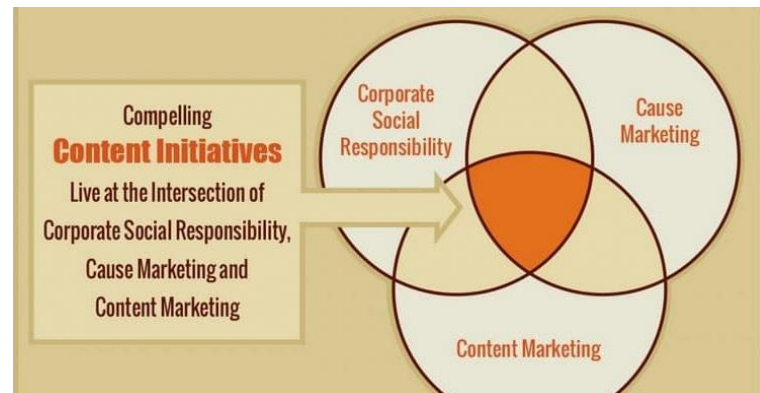 Compelling
Content Initiatives
Live at the Intersection of
Corporate Social Responsibility,
Cause Marketing and
Content Marketing
Corporate
Social
Responsibility
Cause
Marketing
Content Marketing